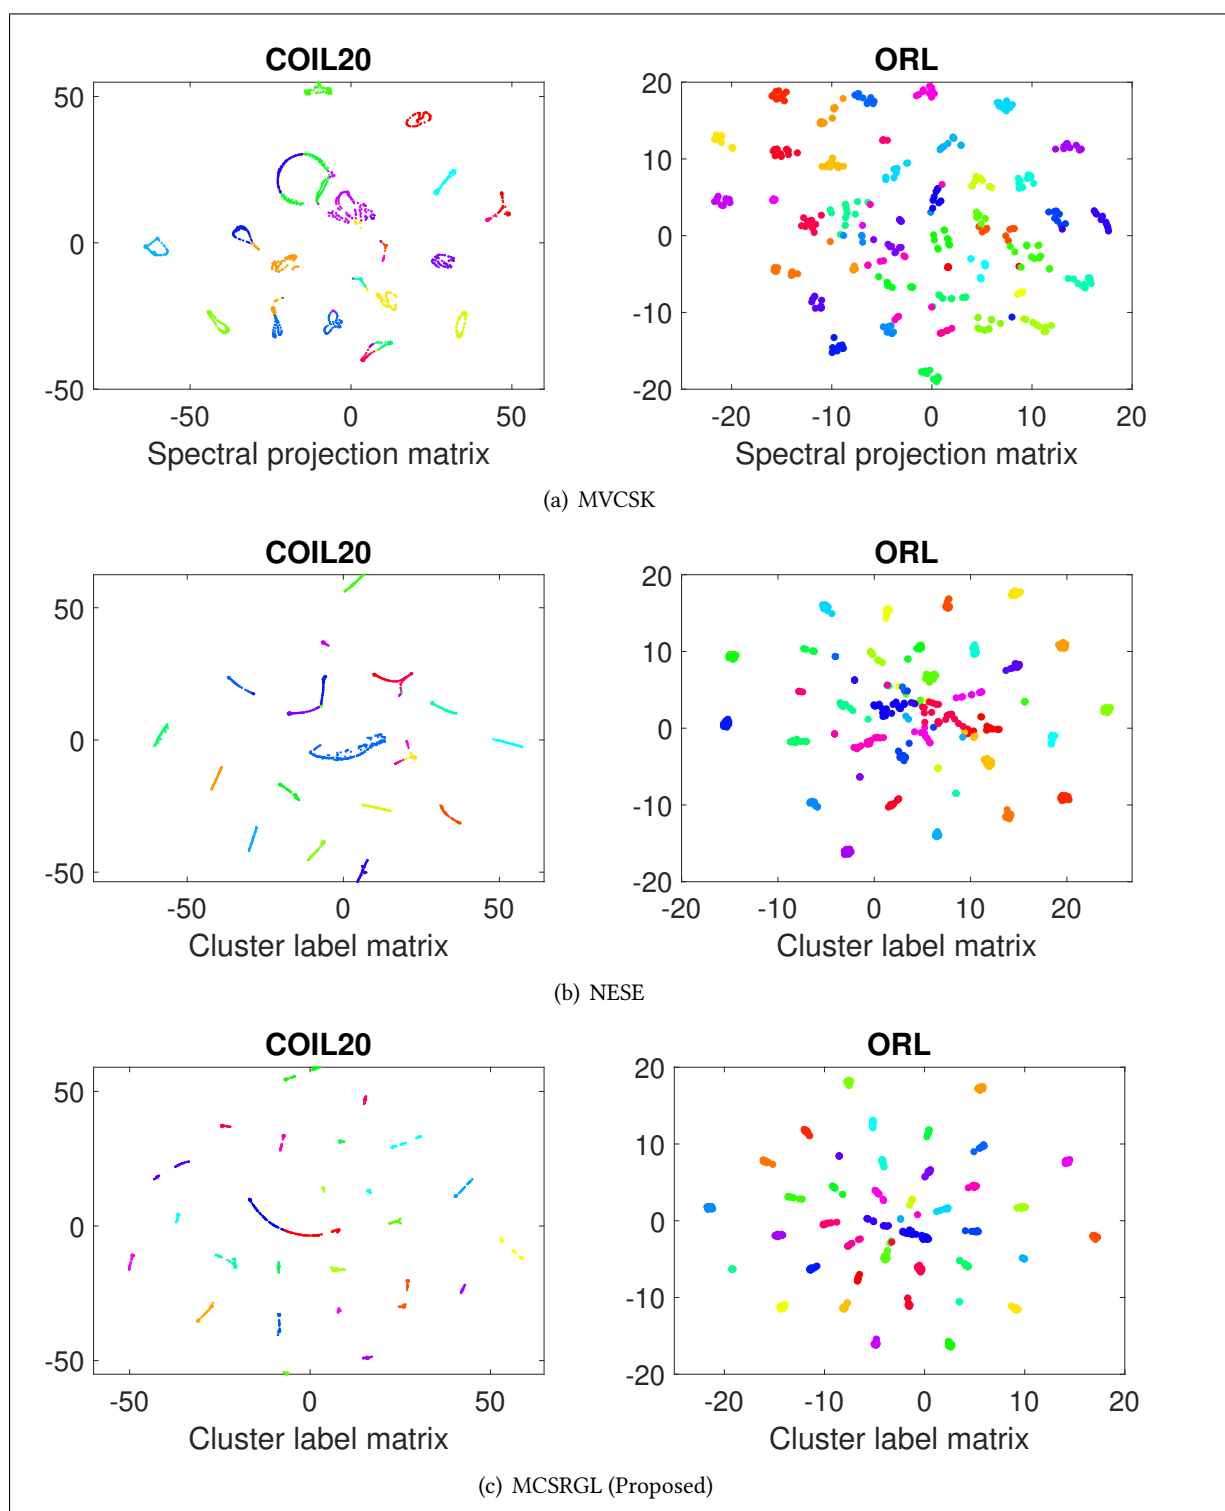 COIL20 ORL
50 20
10
0 0
-10
-50 -20
-50 0 50 -20 -10 0 10 20
Spectral projection matrix Spectral projection matrix
(a) MVCSK
COIL20 ORL
50 20
10
0 0
-10
-50 -20
-50 0 50 -20 -10 0 10 20
Cluster label matrix Cluster label matrix
(b) NESE
COIL20 ORL
50 20
10
0 0
-10
-50 -20
-50 0 50 -20 -10 0 10 20
Cluster label matrix Cluster label matrix
(c) MCSRGL (Proposed)